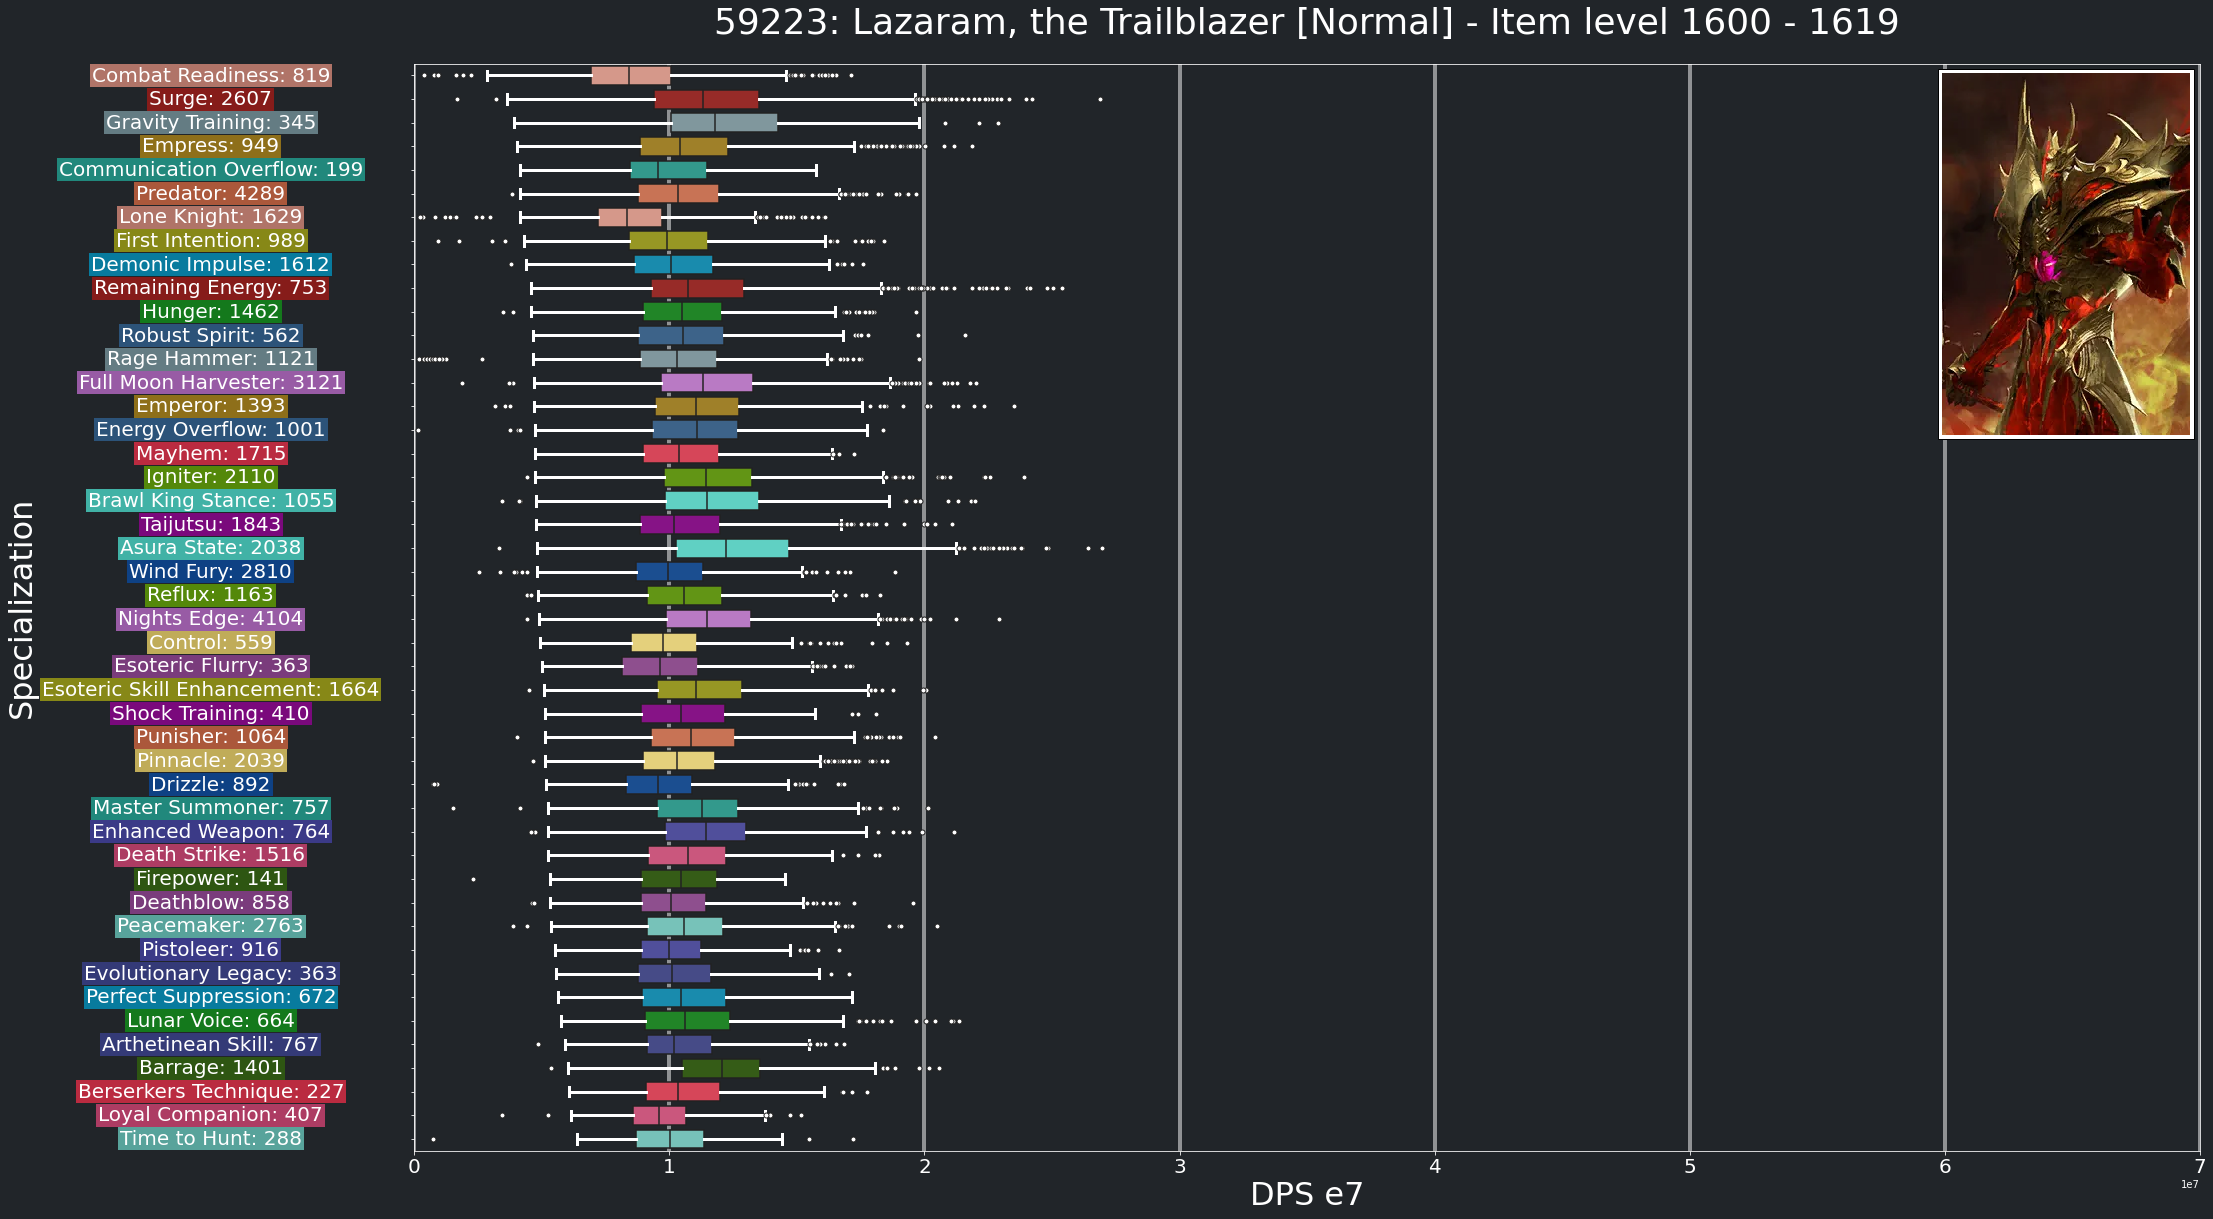 59223: Lazaram, the Trailblazer [Normal] - Item level 1600 - 1619
Specialization
Combat Readiness: 819
Surge: 2607
Gravity Training: 345
Empress: 949
Communication Overflow: 199
Predator: 4289
Lone Knight: 1629
First Intention: 989
Demonic Impulse: 1612
Remaining Energy: 753
Hunger: 1462
Robust Spirit: 562
Rage Hammer: 1121
Full Moon Harvester: 3121
Emperor: 1393
Energy Overflow: 1001
Mayhem: 1715
Igniter: 2110
Brawl King Stance: 1055
Taijutsu: 1843
Asura State: 2038
Wind Fury: 2810
Reflux: 1163
Nights Edge: 4104
Control: 559
Esoteric Flurry: 363
Esoteric Skill Enhancement: 1664
Shock Training: 410
Punisher: 1064
Pinnacle: 2039
Drizzle: 892
Master Summoner: 757
Enhanced Weapon: 764
Death Strike: 1516
Firepower: 141
Deathblow: 858
Peacemaker: 2763
Pistoleer: 916
Evolutionary Legacy: 363
Perfect Suppression: 672
Lunar Voice: 664
Arthetinean Skill: 767
Barrage: 1401
Berserkers Technique: 227
Loyal Companion: 407
Time to Hunt: 288
0 1 2 3 4 5 6 7
1e7
DPS e7